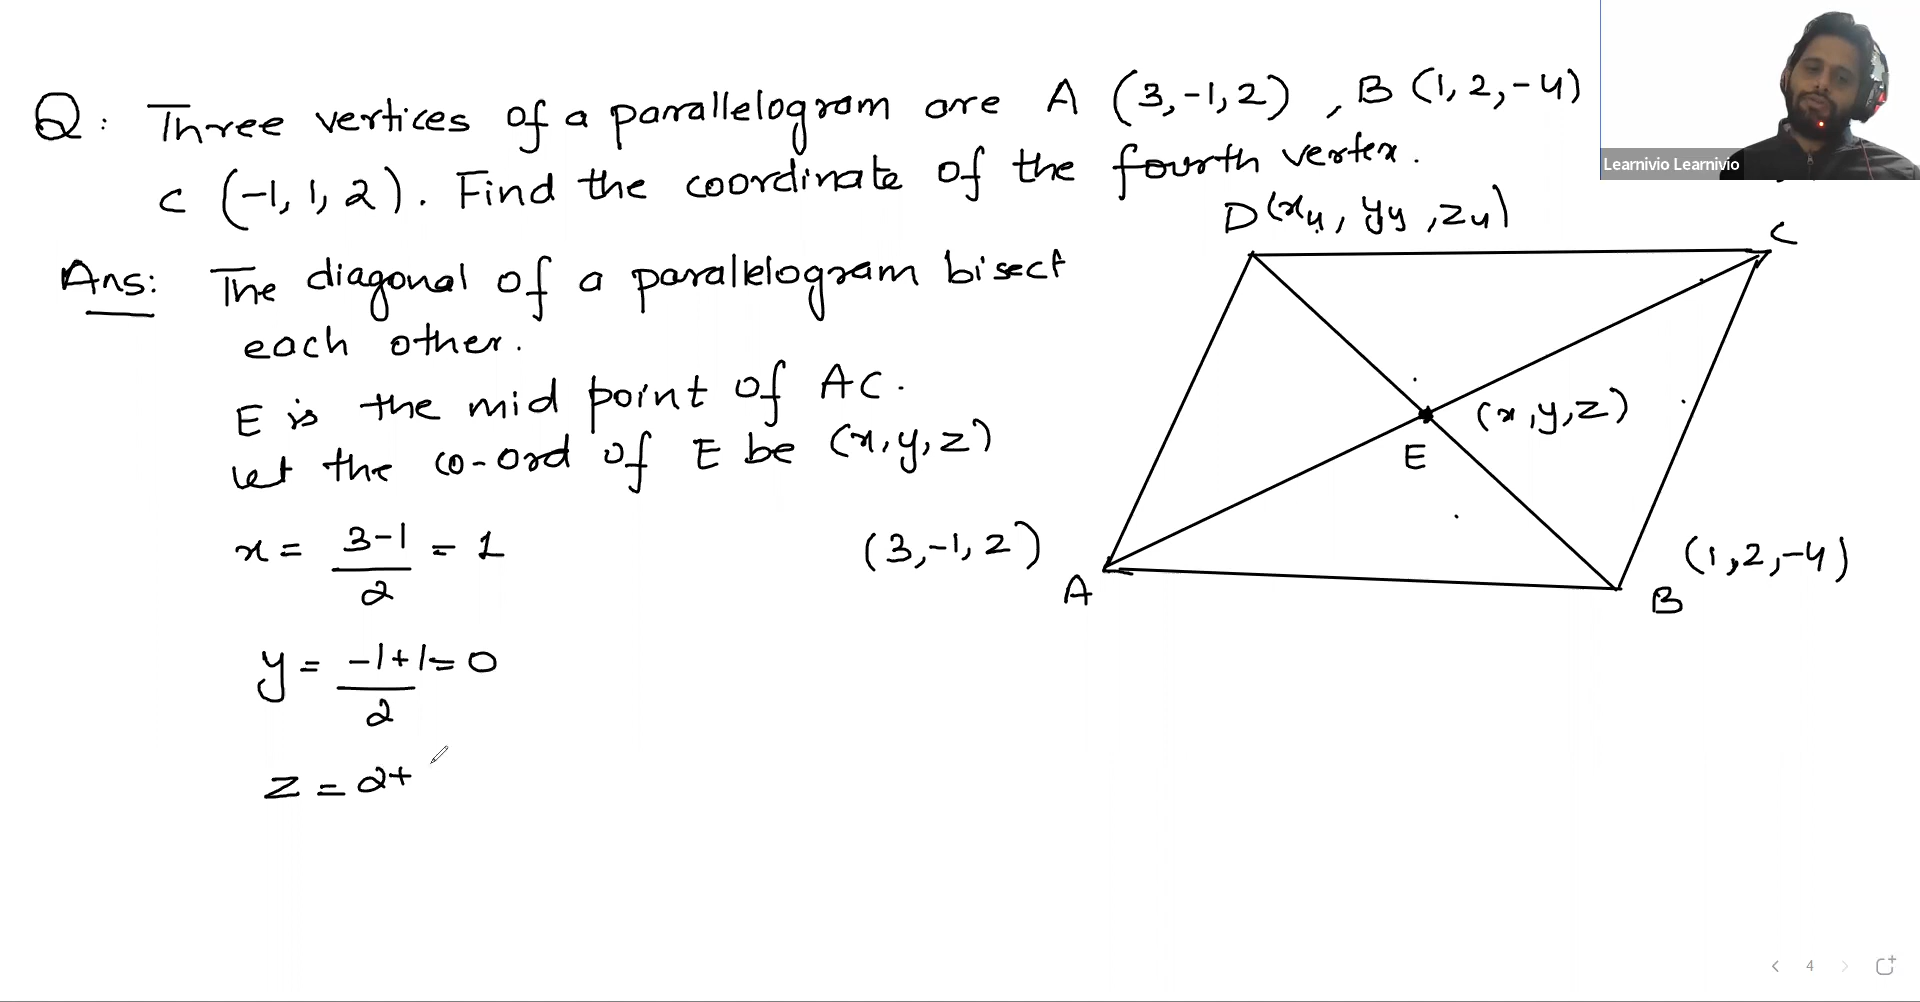 Q: Three vertices of a parallelogram are A (3,-1,2) , B (1, 2, -4)
C (-1, 1, 2). Find the coordinate of the fourth vertex.
Learnivio Learnivio
Ans: The diagonal of a parallelogram bisect
each other.
E is the mid point of AC.
let the co-ord of E be (x, y, z)
x = 3-1 / 2 = 1
y = -1+1 / 2 = 0
z = 2+
D (x4, y4, z4)
C
(x, y, z)
E
(3, -1, 2)
A
(1, 2, -4)
B
4